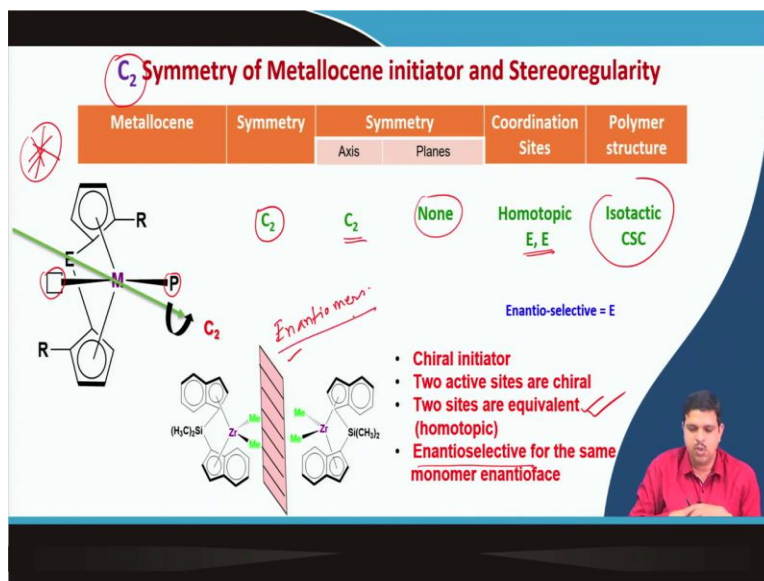 C2 Symmetry of Metallocene initiator and Stereoregularity
Metallocene Symmetry Symmetry Coordination Sites Polymer structure
Axis Planes
C2 C2 None Homotopic E, E Isotactic CSC
R
E
M
P
R
C2
Enantiomers
Enantio-selective = E
(H3C)2Si
Zr
Me
Me
Me
Me
Zr
Si(CH3)2
• Chiral initiator
• Two active sites are chiral
• Two sites are equivalent
(homotopic)
• Enantioselective for the same
monomer enantioface